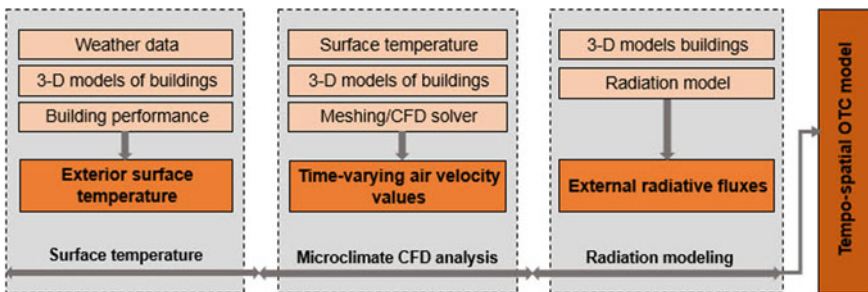 Weather data
3-D models of buildings
Building performance
Exterior surface
temperature
Surface temperature
Surface temperature
3-D models of buildings
Meshing/CFD solver
Time-varying air velocity
values
Microclimate CFD analysis
3-D models buildings
Radiation model
External radiative fluxes
Radiation modeling
Tempo-spatial OTC model